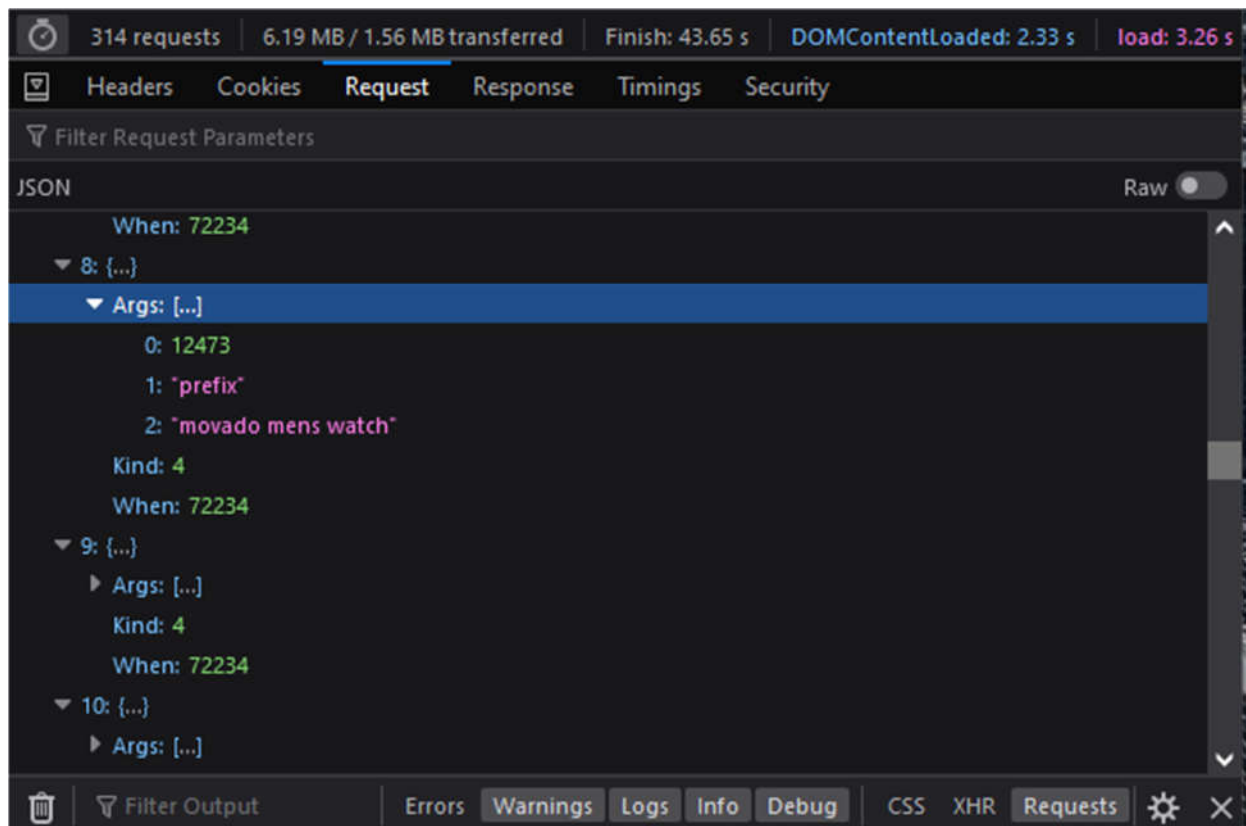 314 requests 6.19 MB / 1.56 MB transferred Finish: 43.65 s DOMContentLoaded: 2.33 s load: 3.26 s
Headers Cookies Request Response Timings Security
Filter Request Parameters
JSON Raw
When: 72234
8: {...}
Args: [...]
0: 12473
1: "prefix"
2: "movado mens watch"
Kind: 4
When: 72234
9: {...}
Args: [...]
Kind: 4
When: 72234
10: {...}
Args: [...]
Filter Output Errors Warnings Logs Info Debug CSS XHR Requests